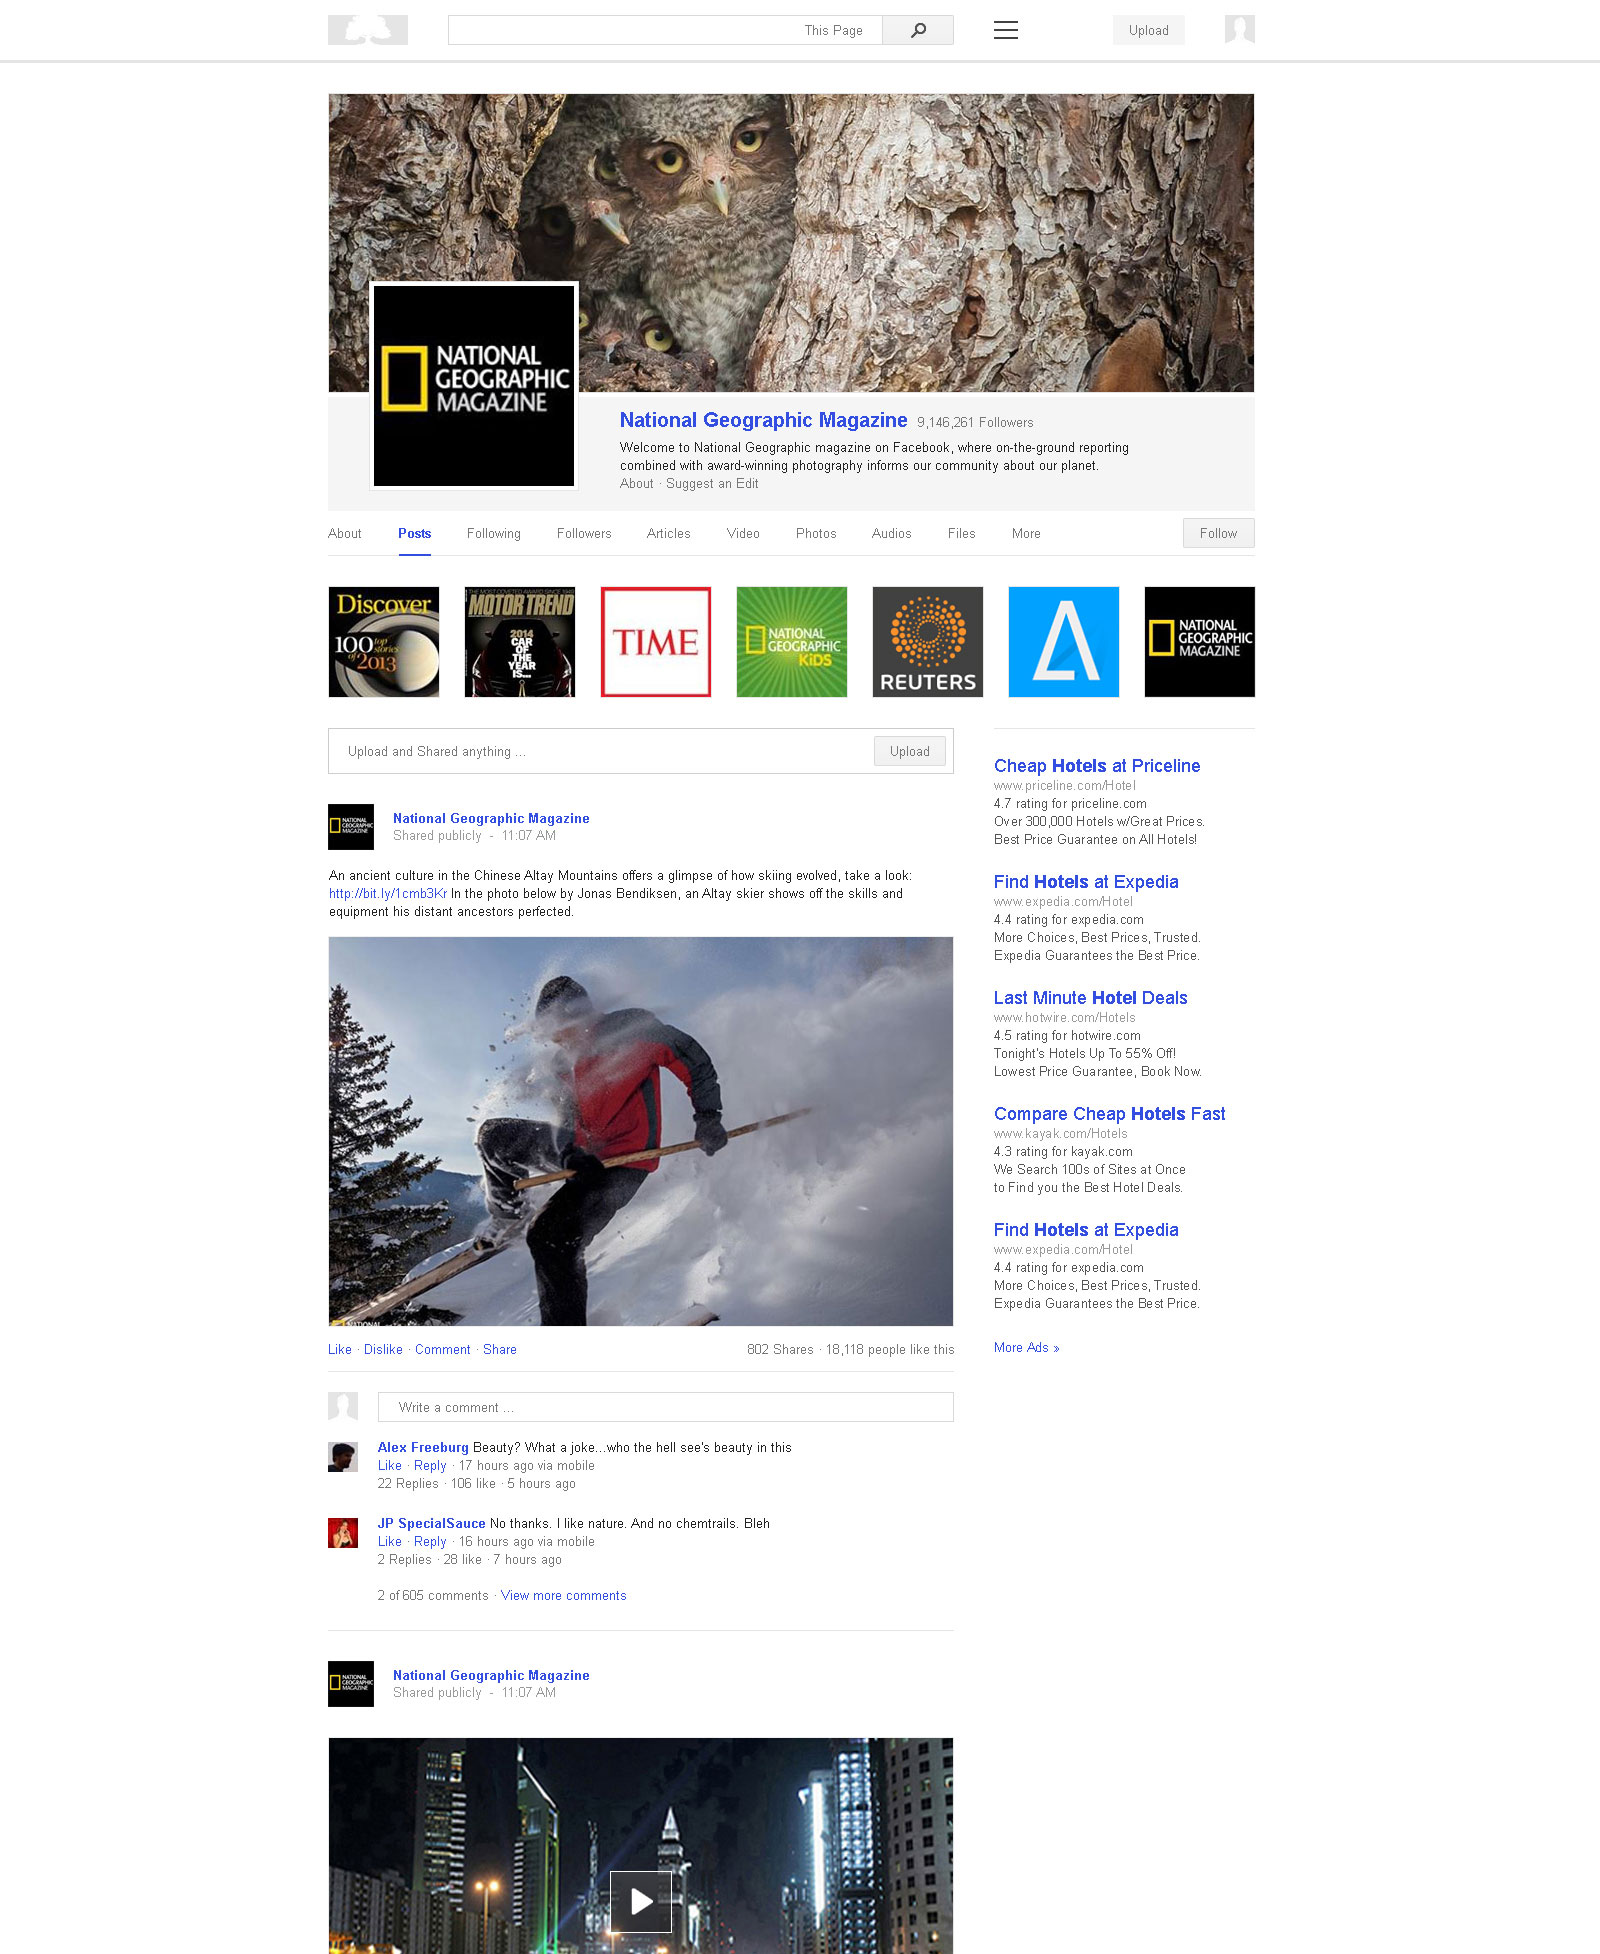 This Page
Upload
NATIONAL
GEOGRAPHIC
MAGAZINE
National Geographic Magazine 9,146,261 Followers
Welcome to National Geographic magazine on Facebook, where on-the-ground reporting
combined with award-winning photography informs our community about our planet.
About · Suggest an Edit
About Posts Following Followers Articles Video Photos Audios Files More Follow
Discover
100 top
stories
of 2013
THE MOST COVETED AWARD SINCE 1949
MOTOR TREND
2014
CAR
OF THE
YEAR
IS...
TIME
NATIONAL
GEOGRAPHIC
KiDS
REUTERS
NATIONAL
GEOGRAPHIC
MAGAZINE
Upload and Shared anything ... Upload
NATIONAL
GEOGRAPHIC
MAGAZINE
National Geographic Magazine
Shared publicly - 11:07 AM
An ancient culture in the Chinese Altay Mountains offers a glimpse of how skiing evolved, take a look:
http://bit.ly/1cmb3Kr In the photo below by Jonas Bendiksen, an Altay skier shows off the skills and
equipment his distant ancestors perfected.
NATIONAL
Like · Dislike · Comment · Share 802 Shares · 18,118 people like this
Write a comment ...
Alex Freeburg Beauty? What a joke...who the hell see's beauty in this
Like · Reply · 17 hours ago via mobile
22 Replies · 106 like · 5 hours ago
JP SpecialSauce No thanks. I like nature. And no chemtrails. Bleh
Like · Reply · 16 hours ago via mobile
2 Replies · 28 like · 7 hours ago
2 of 605 comments · View more comments
NATIONAL
GEOGRAPHIC
MAGAZINE
National Geographic Magazine
Shared publicly - 11:07 AM
Cheap Hotels at Priceline
www.priceline.com/Hotel
4.7 rating for priceline.com
Over 300,000 Hotels w/Great Prices.
Best Price Guarantee on All Hotels!
Find Hotels at Expedia
www.expedia.com/Hotel
4.4 rating for expedia.com
More Choices, Best Prices, Trusted.
Expedia Guarantees the Best Price.
Last Minute Hotel Deals
www.hotwire.com/Hotels
4.5 rating for hotwire.com
Tonight's Hotels Up To 55% Off!
Lowest Price Guarantee, Book Now.
Compare Cheap Hotels Fast
www.kayak.com/Hotels
4.3 rating for kayak.com
We Search 100s of Sites at Once
to Find you the Best Hotel Deals.
Find Hotels at Expedia
www.expedia.com/Hotel
4.4 rating for expedia.com
More Choices, Best Prices, Trusted.
Expedia Guarantees the Best Price.
More Ads »